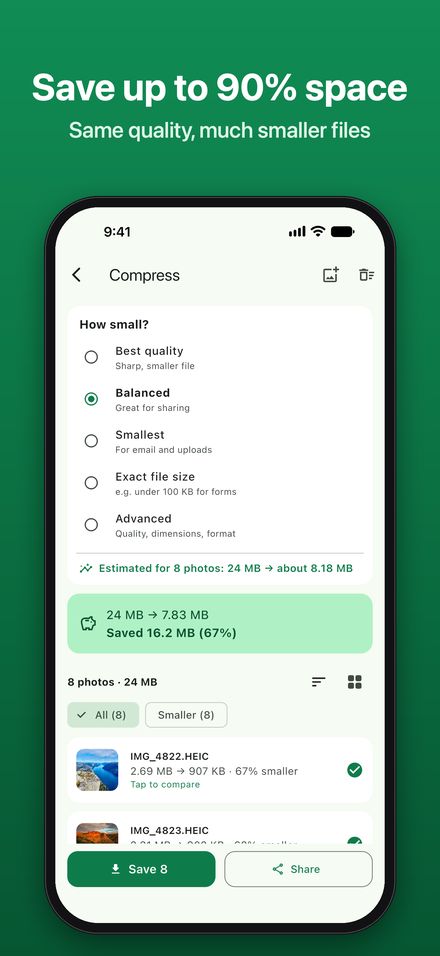 Save up to 90% space
Same quality, much smaller files
9:41
Compress
How small?
Best quality
Sharp, smaller file
Balanced
Great for sharing
Smallest
For email and uploads
Exact file size
e.g. under 100 KB for forms
Advanced
Quality, dimensions, format
Estimated for 8 photos: 24 MB → about 8.18 MB
24 MB → 7.83 MB
Saved 16.2 MB (67%)
8 photos · 24 MB
All (8)
Smaller (8)
IMG_4822.HEIC
2.69 MB → 907 KB · 67% smaller
Tap to compare
IMG_4823.HEIC
Save 8
Share